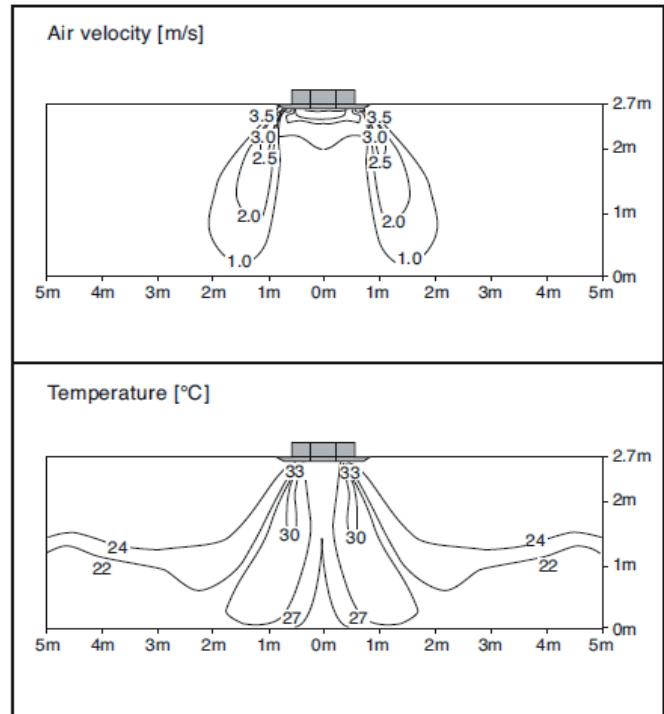 Air velocity [m/s]
2.7m
3.5 3.5
3.0 3.0
2m
2.5 2.5
2.0 2.0
1m
1.0 1.0
0m
5m 4m 3m 2m 1m 0m 1m 2m 3m 4m 5m
Temperature [°C]
2.7m
33 33
2m
30 30
24 24
22 22
1m
27 27
0m
5m 4m 3m 2m 1m 0m 1m 2m 3m 4m 5m